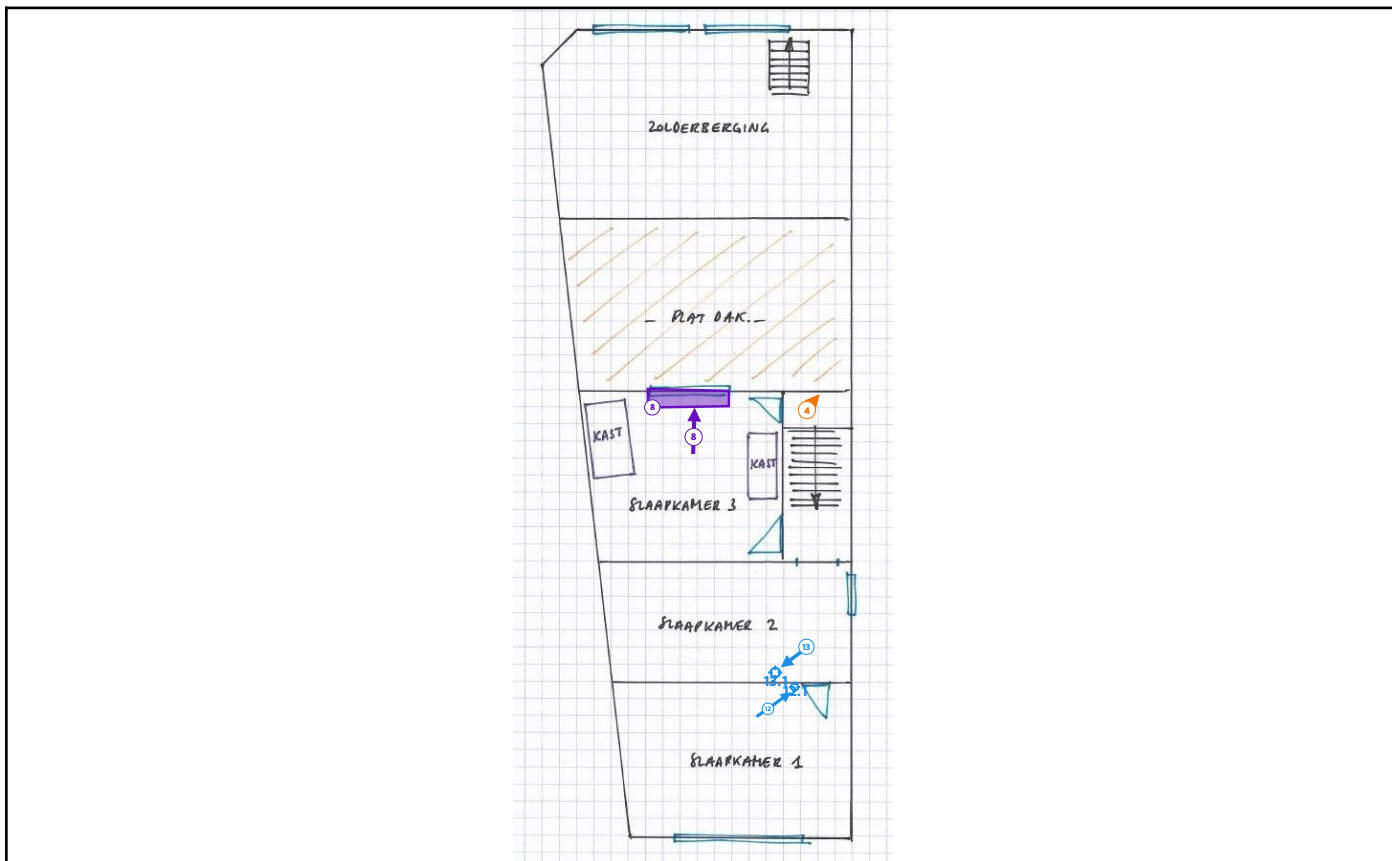 ZOLDERBERGING
_ PLAT DAK._
8
4
8
KAST
KAST
SLAAPKAMER 3
SLAAPKAMER 2
13
13.1
12.1
12
SLAAPKAMER 1